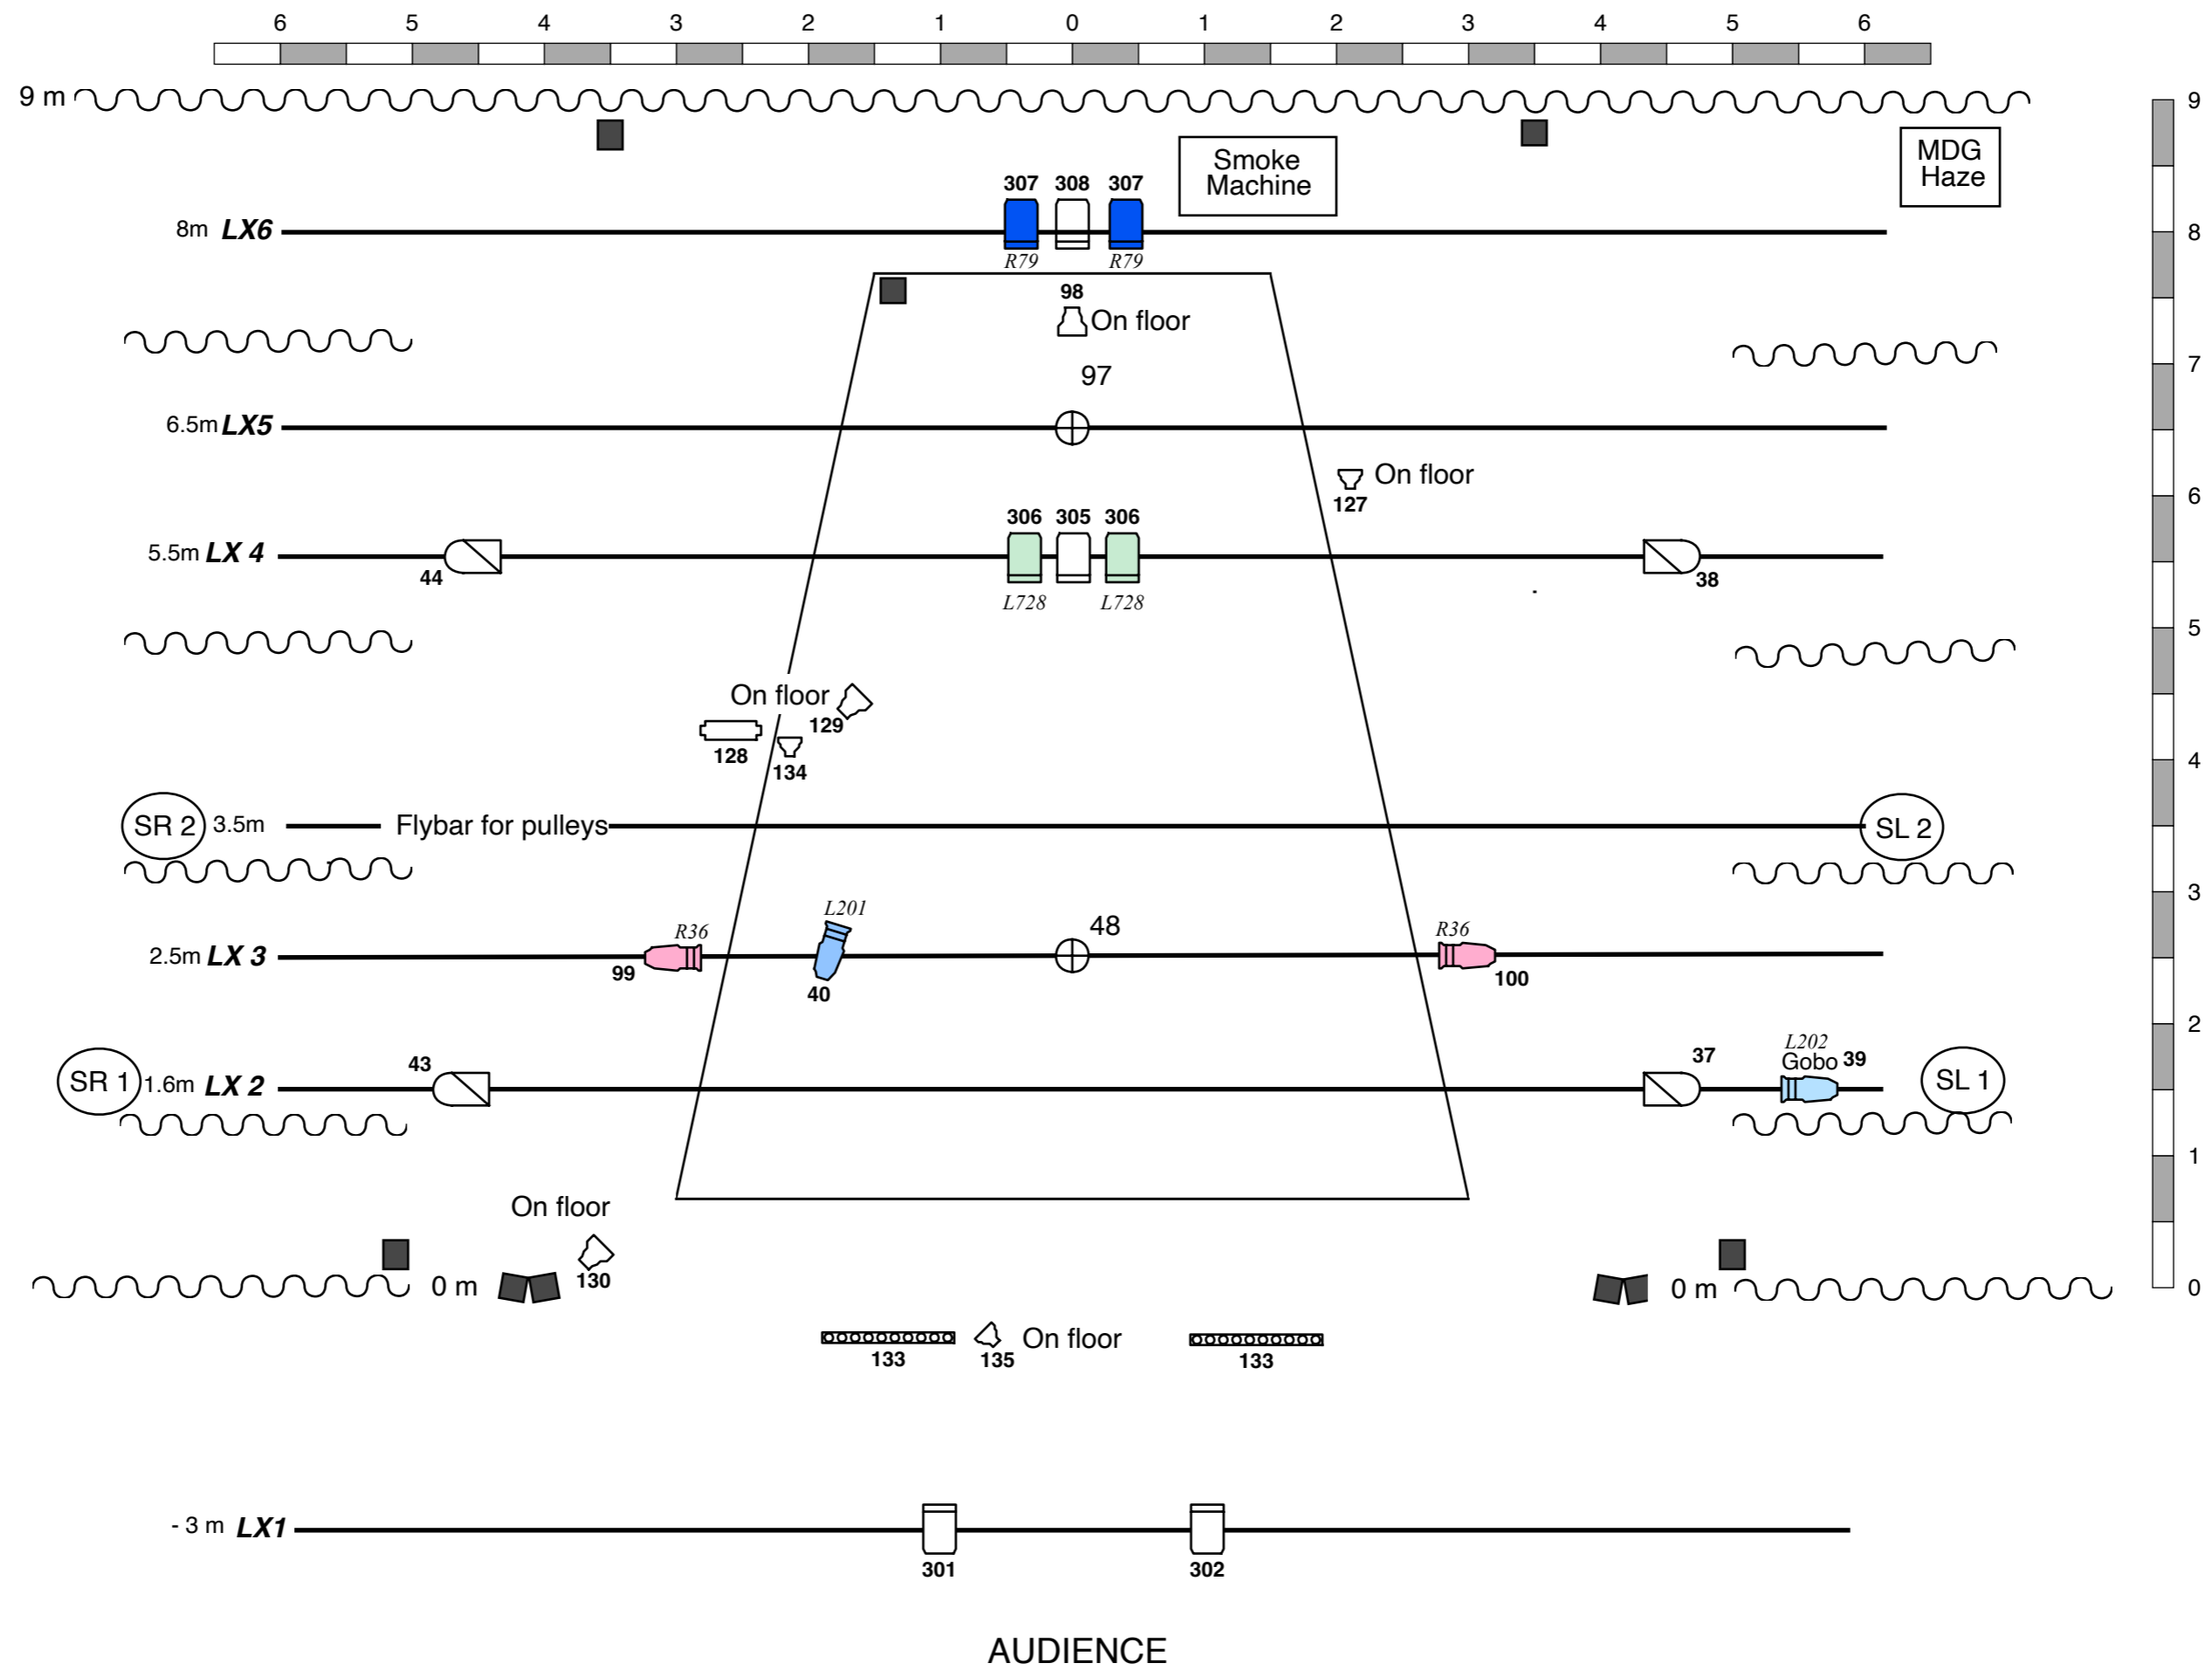 6 5 4 3 2 1 0 1 2 3 4 5 6
9 m
9
Smoke
Machine
MDG
Haze
307 308 307
8m LX6
8
R79 R79
98
On floor
7
97
6.5m LX5
On floor
127
6
306 305 306
5.5m LX 4
44
38
L728 L728
5
On floor
129
128
134
4
SR 2 3.5m Flybar for pulleys SL 2
3
L201
R36
R36
48
2.5m LX 3
99
40
100
2
L202
Gobo 39
43
37
SR 1 1.6m LX 2 SL 1
1
On floor
130
0 m
0 m
0
On floor
133
135
133
- 3 m LX1
301
302
AUDIENCE